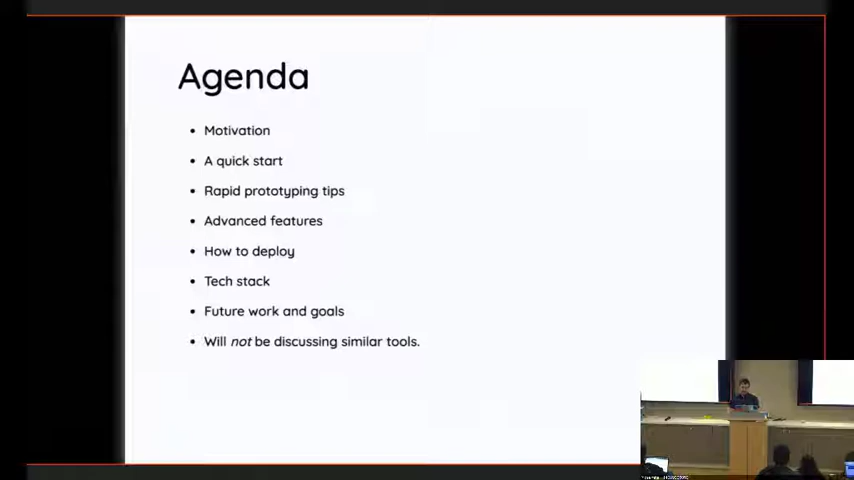 Agenda
• Motivation
• A quick start
• Rapid prototyping tips
• Advanced features
• How to deploy
• Tech stack
• Future work and goals
• Will not be discussing similar tools.